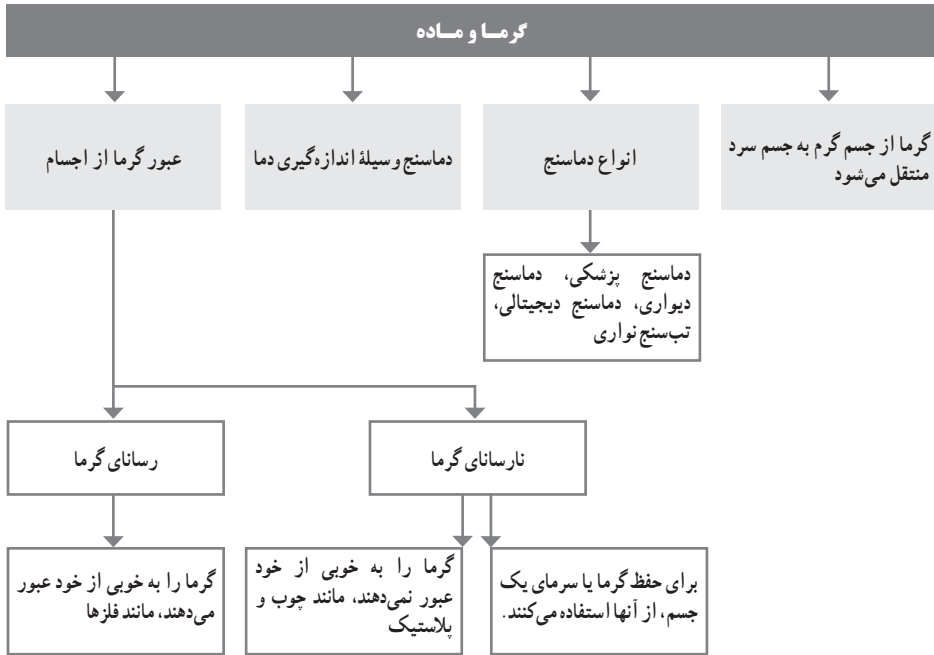 گرمــا و مــاده
گرما از جسم گرم به جسم سرد
منتقل می‌شود
انواع دماسنج
دماسنج وسیلهٔ اندازه‌گیری دما
عبور گرما از اجسام
دماسنج پزشکی، دماسنج
دیواری، دماسنج دیجیتالی،
تب‌سنج نواری
نارسانای گرما
رسانای گرما
برای حفظ گرما یا سرمای یک
جسم، از آنها استفاده می‌کنند.
گرما را به خوبی از خود
عبور نمی‌دهند، مانند چوب و
پلاستیک
گرما را به خوبی از خود عبور
می‌دهند، مانند فلزها